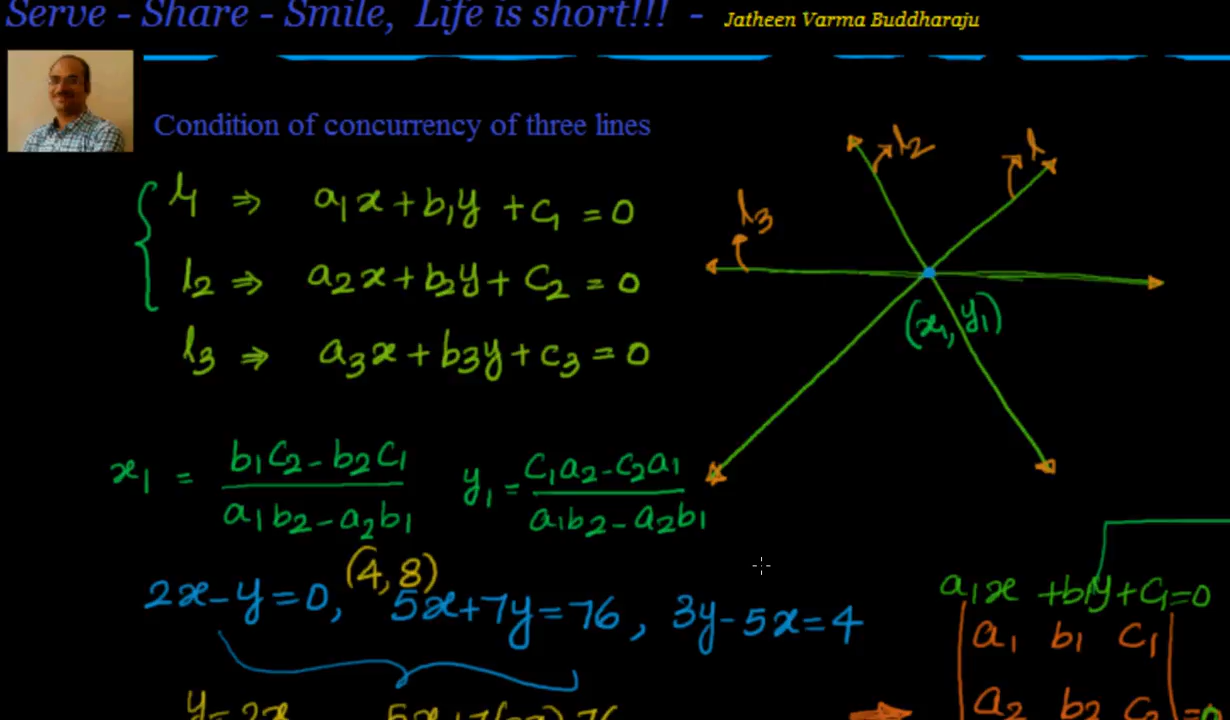 Serve - Share - Smile, Life is short!!! - Jatheen Varma Buddharaju
Condition of concurrency of three lines
l1 ⇒ a1x + b1y + c1 = 0
l2 ⇒ a2x + b2y + c2 = 0
l3 ⇒ a3x + b3y + c3 = 0
l3
l2
l
(x1, y1)
x1 = (b1c2 - b2c1) / (a1b2 - a2b1) y1 = (c1a2 - c2a1) / (a1b2 - a2b1)
(4, 8)
2x - y = 0, 5x + 7y = 76, 3y - 5x = 4
a1x + b1y + c1 = 0
a1 b1 c1
a2 b2 c2 = 0
y = 2x